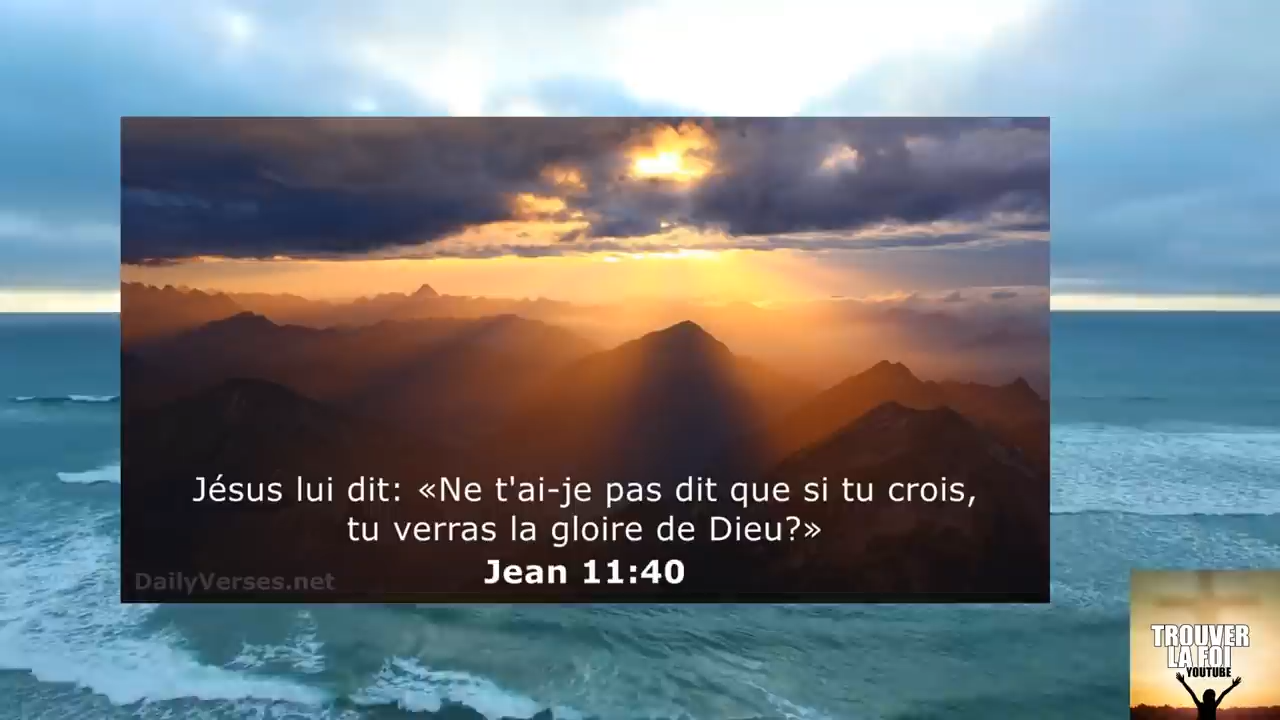 Jésus lui dit: «Ne t'ai-je pas dit que si tu crois,
tu verras la gloire de Dieu?»
Jean 11:40
DailyVerses.net
TROUVER
LA FOI
YOUTUBE